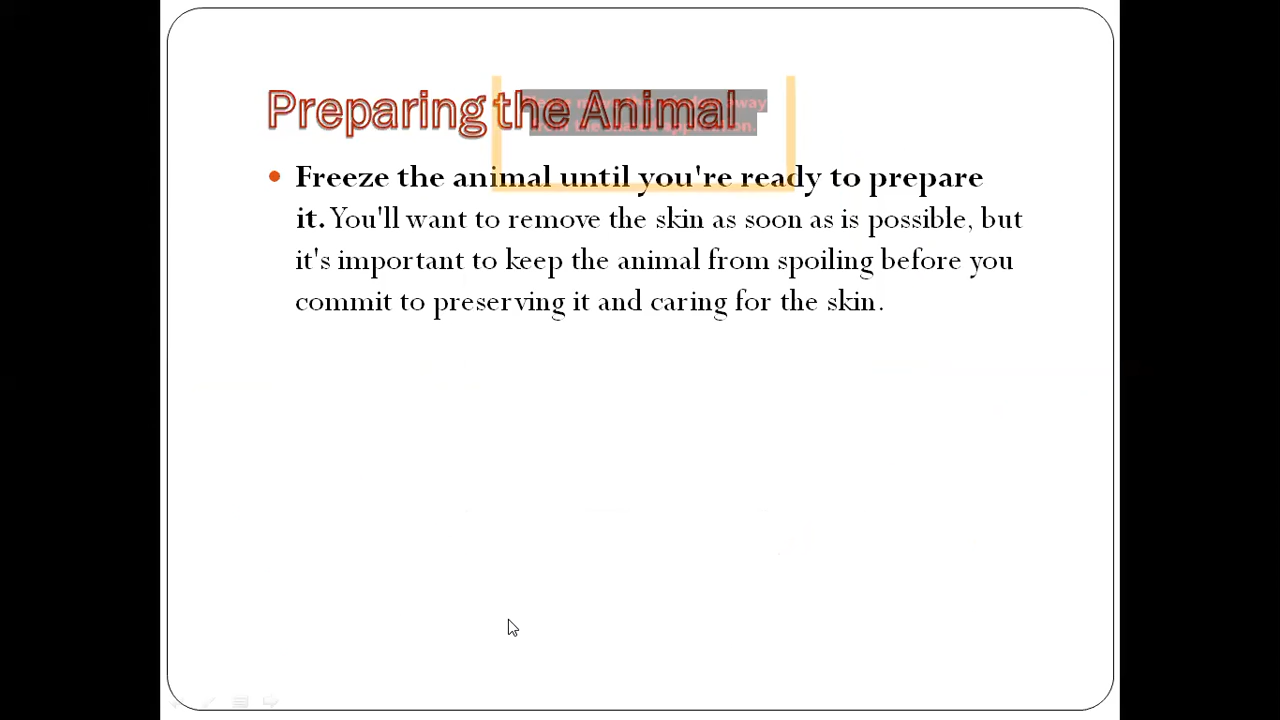 Preparing the Animal
away
Freeze the animal until you're ready to prepare
it. You'll want to remove the skin as soon as is possible, but
it's important to keep the animal from spoiling before you
commit to preserving it and caring for the skin.